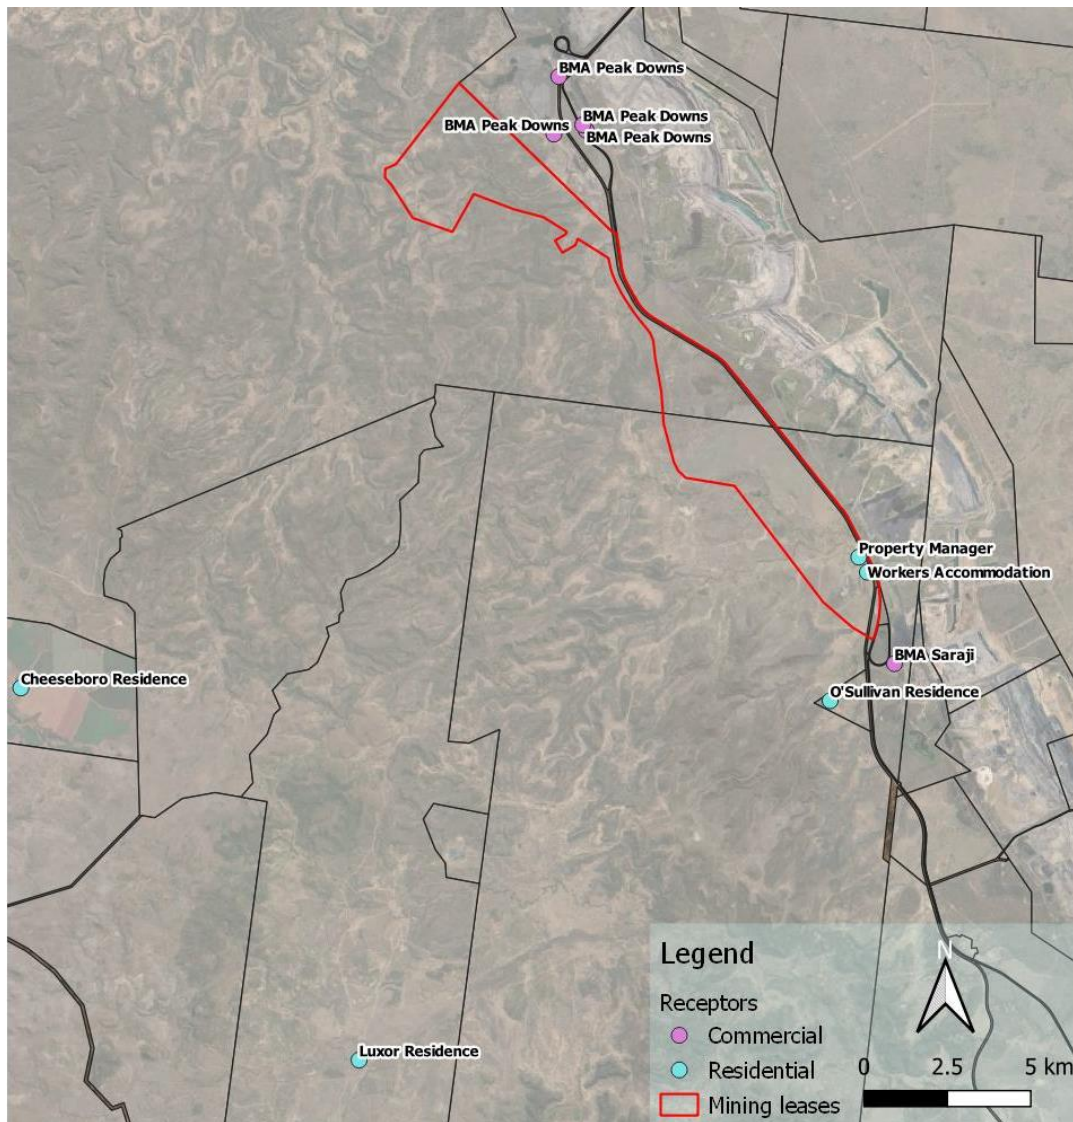 BMA Peak Downs
BMA Peak Downs
BMA Peak Downs
BMA Peak Downs
Property Manager
Workers Accommodation
BMA Saraji
Cheeseboro Residence
O'Sullivan Residence
Luxor Residence
Legend
N
Receptors
Commercial
Residential
Mining leases
0 2.5 5 km